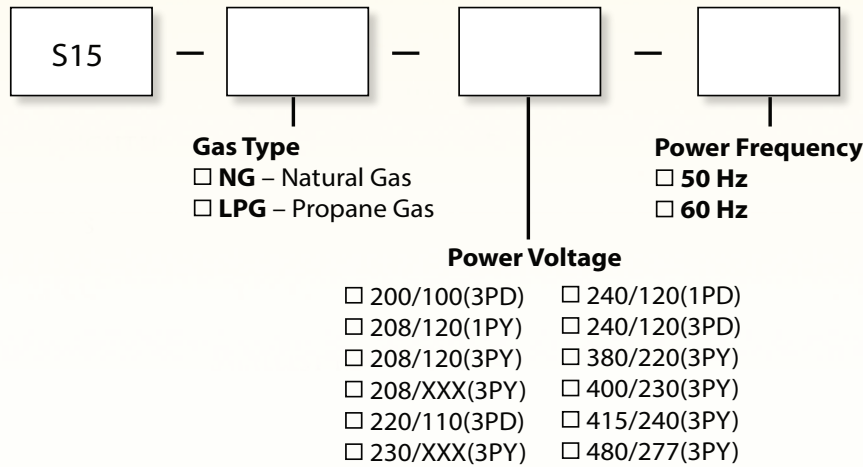 S15 — — -
Gas Type
☐ NG – Natural Gas
☐ LPG – Propane Gas
Power Frequency
☐ 50 Hz
☐ 60 Hz
Power Voltage
☐ 200/100(3PD) ☐ 240/120(1PD)
☐ 208/120(1PY) ☐ 240/120(3PD)
☐ 208/120(3PY) ☐ 380/220(3PY)
☐ 208/XXX(3PY) ☐ 400/230(3PY)
☐ 220/110(3PD) ☐ 415/240(3PY)
☐ 230/XXX(3PY) ☐ 480/277(3PY)